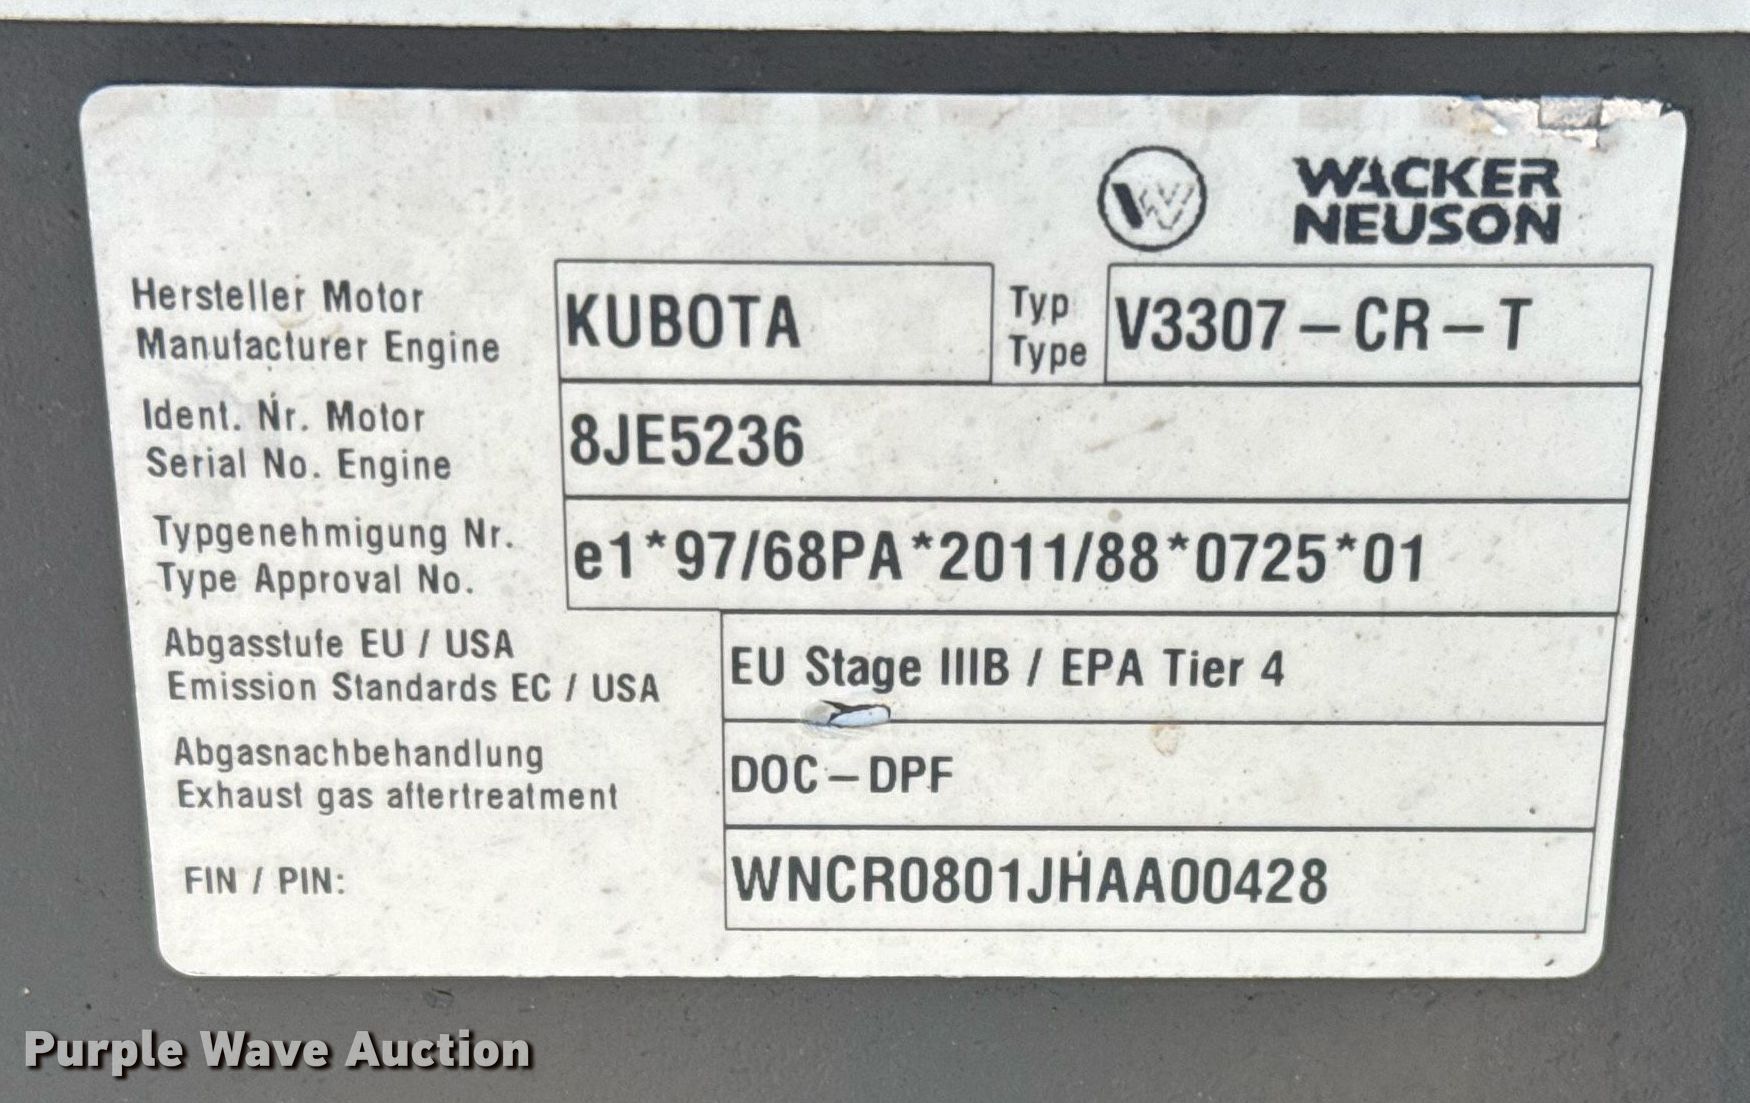 WACKER
NEUSON
Hersteller Motor
Manufacturer Engine
KUBOTA
Typ
Type
V3307-CR-T
Ident. Nr. Motor
Serial No. Engine
8JE5236
Typgenehmigung Nr.
Type Approval No.
e1*97/68PA*2011/88*0725*01
Abgasstufe EU / USA
Emission Standards EC / USA
EU Stage IIIB / EPA Tier 4
Abgasnachbehandlung
Exhaust gas aftertreatment
DOC-DPF
FIN / PIN:
WNCR0801JHAA00428
Purple Wave Auction